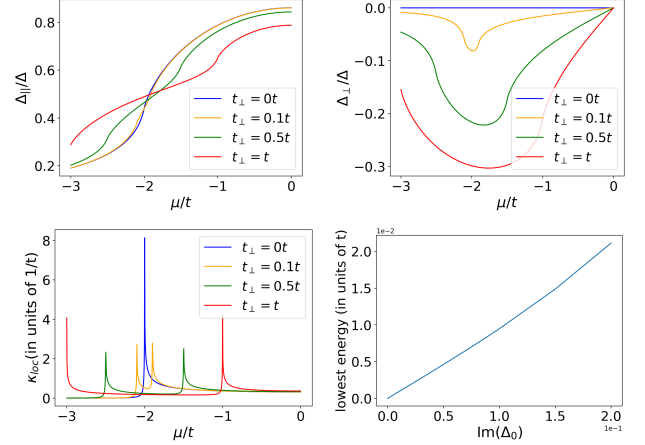 0.8
0.6
0.4
0.2
Δ||/Δ
t⊥ = 0t
t⊥ = 0.1t
t⊥ = 0.5t
t⊥ = t
−3 −2 −1 0
μ/t
0.0
−0.1
−0.2
−0.3
Δ⊥/Δ
t⊥ = 0t
t⊥ = 0.1t
t⊥ = 0.5t
t⊥ = t
−3 −2 −1 0
μ/t
8
6
4
2
0
κloc(in units of 1/t)
t⊥ = 0t
t⊥ = 0.1t
t⊥ = 0.5t
t⊥ = t
−3 −2 −1 0
μ/t
1e−2
2.0
1.5
1.0
0.5
0.0
lowest energy (in units of t)
0.0 0.5 1.0 1.5 2.0
Im(Δ0)
1e−1